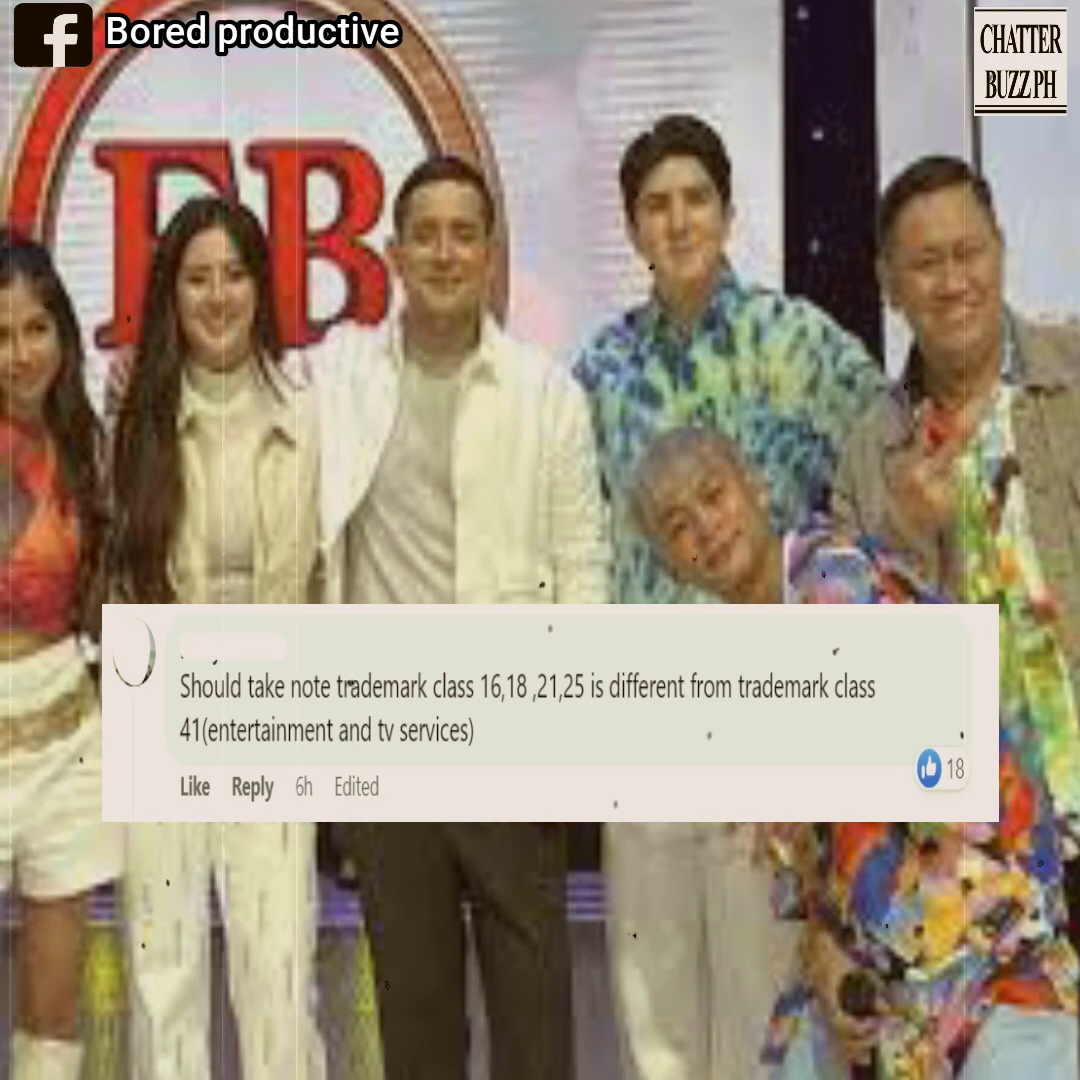 Bored productive
CHATTER
BUZZ PH
EB
Should take note trademark class 16,18 ,21,25 is different from trademark class
41(entertainment and tv services)
Like Reply 6h Edited
18